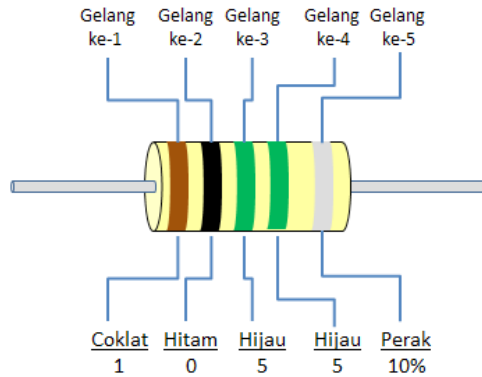 Gelang Gelang Gelang Gelang Gelang
ke-1 ke-2 ke-3 ke-4 ke-5
Coklat Hitam Hijau Hijau Perak
1 0 5 5 10%